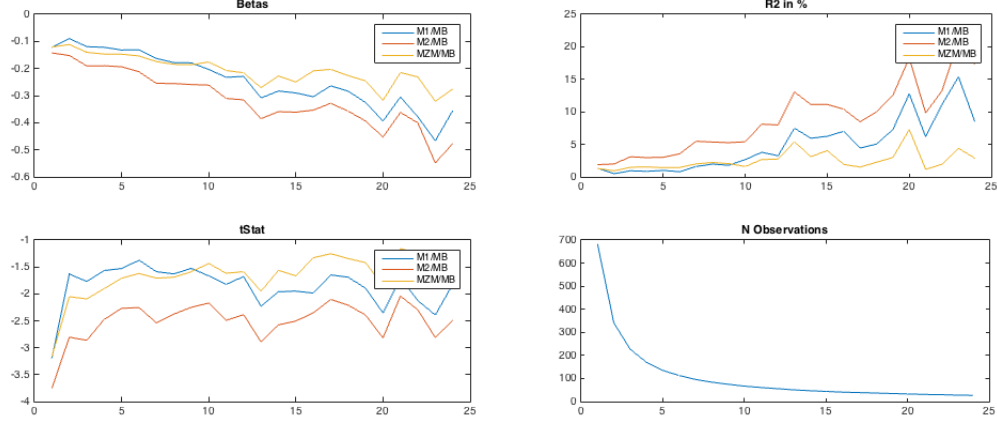 Betas
0
-0.1
-0.2
-0.3
-0.4
-0.5
-0.6
0 5 10 15 20 25
M1/MB
M2/MB
MZM/MB
R2 in %
25
20
15
10
5
0
0 5 10 15 20 25
M1/MB
M2/MB
MZM/MB
tStat
-1
-1.5
-2
-2.5
-3
-3.5
-4
0 5 10 15 20 25
M1/MB
M2/MB
MZM/MB
N Observations
700
600
500
400
300
200
100
0
0 5 10 15 20 25